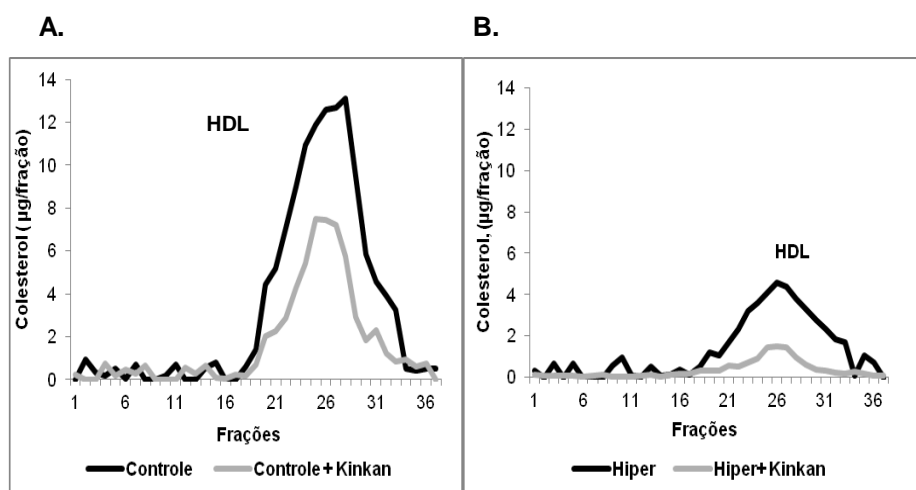 A.
14
12
10
8
6
4
2
0
Colesterol ( µg/fração)
HDL
1 6 11 16 21 26 31 36
Frações
Controle Controle + Kinkan
B.
14
12
10
8
6
4
2
0
Colesterol, (µg/fração)
HDL
1 6 11 16 21 26 31 36
Frações
Hiper Hiper+ Kinkan